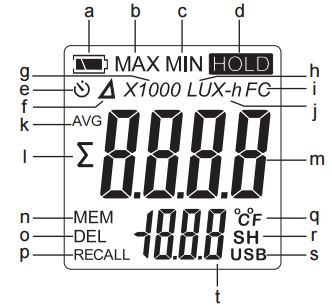 a b c d
MAX MIN HOLD
g h
e X1000 LUX-h FC i
f j
k AVG
l Σ 8.8.8.8 m
n MEM °C°F q
o DEL -188.8 SH r
p RECALL USB s
t